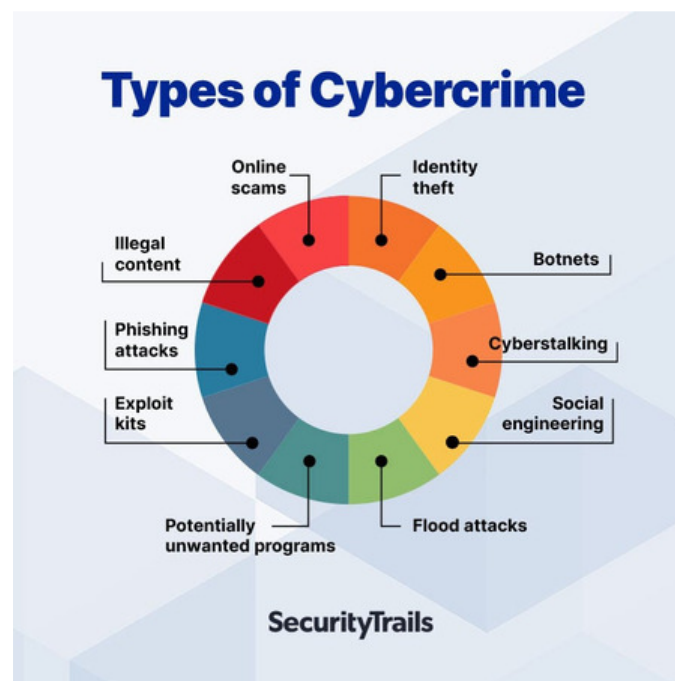 Types of Cybercrime
Online
scams
Identity
theft
Illegal
content
Botnets
Phishing
attacks
Cyberstalking
Exploit
kits
Social
engineering
Potentially
unwanted programs
Flood attacks
SecurityTrails